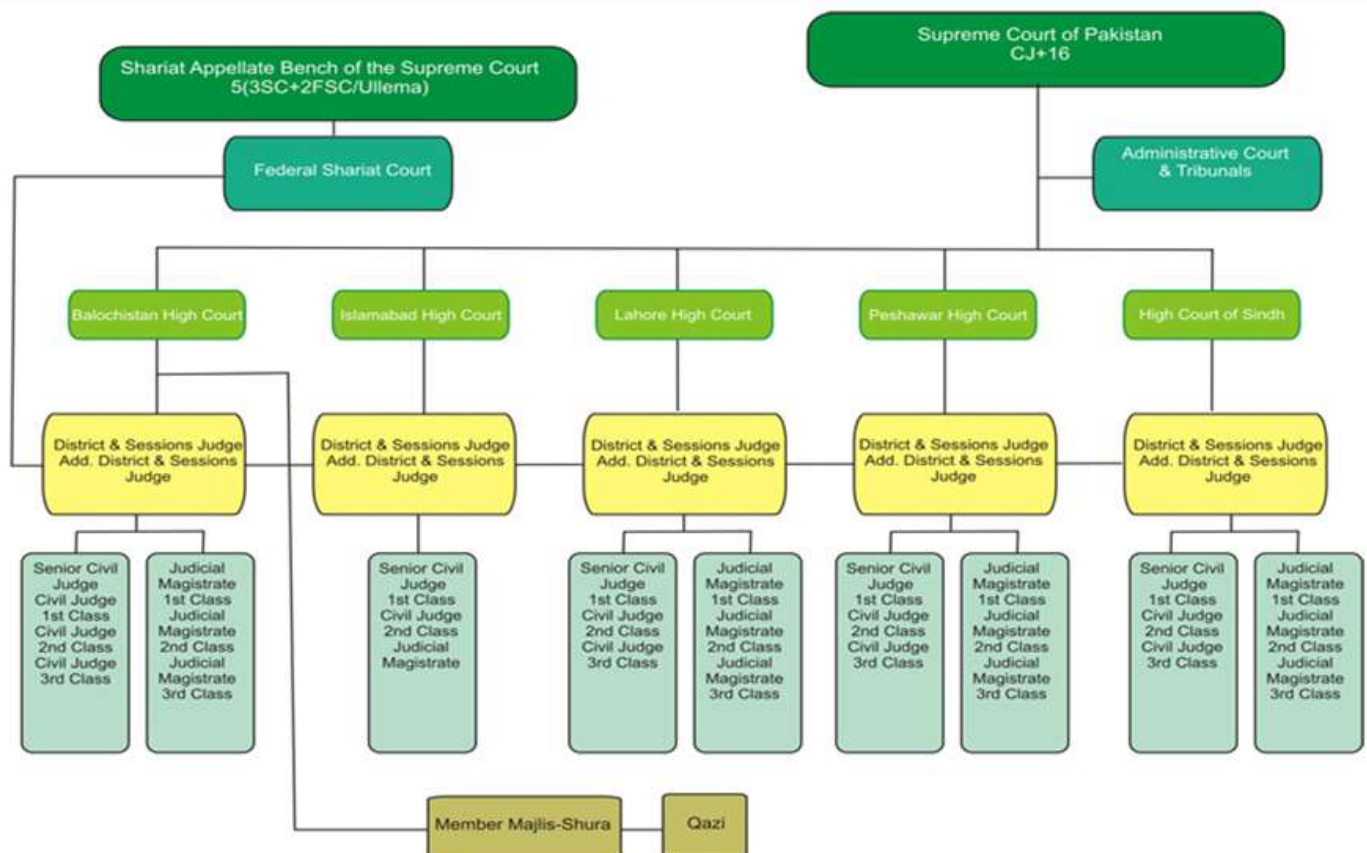 Supreme Court of Pakistan
CJ+16
Shariat Appellate Bench of the Supreme Court
5(3SC+2FSC/Ullema)
Federal Shariat Court
Administrative Court
& Tribunals
Balochistan High Court
Islamabad High Court
Lahore High Court
Peshawar High Court
High Court of Sindh
District & Sessions Judge
Add. District & Sessions
Judge
District & Sessions Judge
Add. District & Sessions
Judge
District & Sessions Judge
Add. District & Sessions
Judge
District & Sessions Judge
Add. District & Sessions
Judge
District & Sessions Judge
Add. District & Sessions
Judge
Senior Civil
Judge
Civil Judge
1st Class
Civil Judge
2nd Class
Civil Judge
3rd Class
Judicial
Magistrate
1st Class
Judicial
Magistrate
2nd Class
Judicial
Magistrate
3rd Class
Senior Civil
Judge
1st Class
Civil Judge
2nd Class
Judicial
Magistrate
Senior Civil
Judge
1st Class
Civil Judge
2nd Class
Civil Judge
3rd Class
Judicial
Magistrate
1st Class
Judicial
Magistrate
2nd Class
Judicial
Magistrate
3rd Class
Senior Civil
Judge
1st Class
Civil Judge
2nd Class
Civil Judge
3rd Class
Judicial
Magistrate
1st Class
Judicial
Magistrate
2nd Class
Judicial
Magistrate
3rd Class
Senior Civil
Judge
1st Class
Civil Judge
2nd Class
Civil Judge
3rd Class
Judicial
Magistrate
1st Class
Judicial
Magistrate
2nd Class
Judicial
Magistrate
3rd Class
Member Majlis-Shura
Qazi